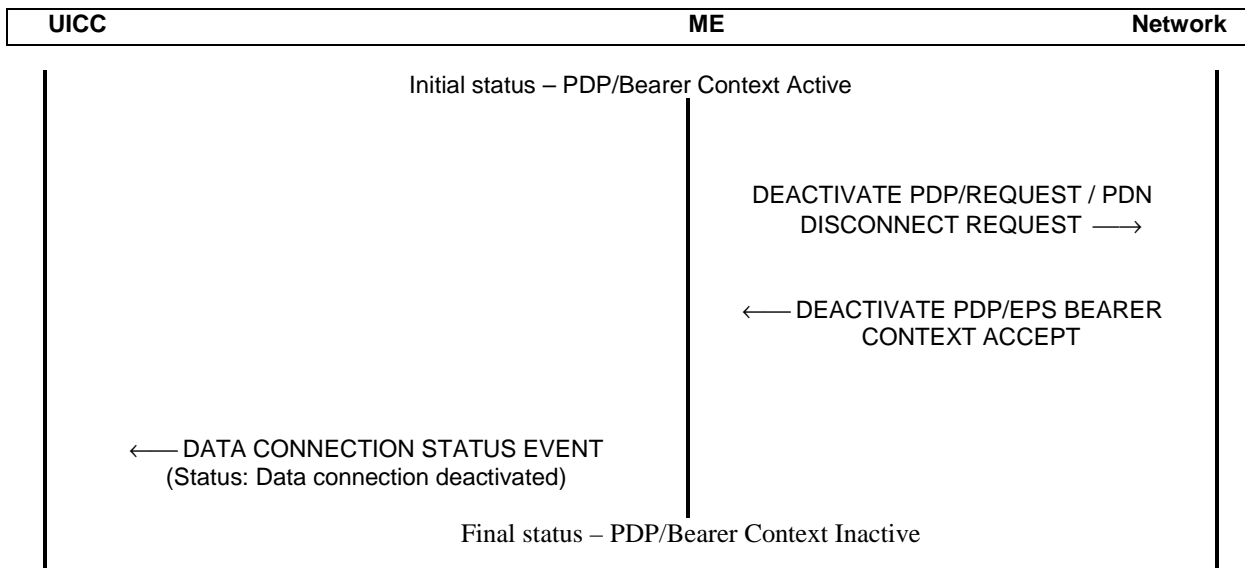 UICC ME Network
Initial status – PDP/Bearer Context Active
DEACTIVATE PDP/REQUEST / PDN
DISCONNECT REQUEST ⎯⎯→
←⎯⎯ DEACTIVATE PDP/EPS BEARER
CONTEXT ACCEPT
←⎯⎯ DATA CONNECTION STATUS EVENT
(Status: Data connection deactivated)
Final status – PDP/Bearer Context Inactive